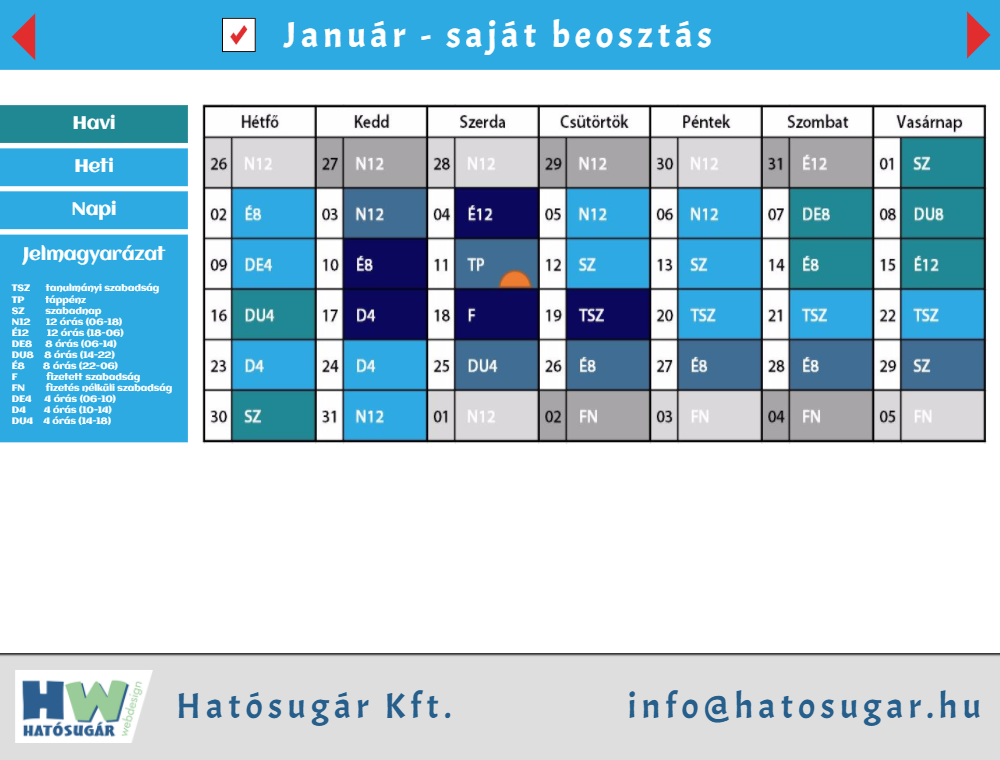 Január - saját beosztás
Havi
Heti
Napi
Jelmagyarázat
TSZ tanulmányi szabadság
TP táppénz
SZ szabadnap
N12 12 órás (06-18)
É12 12 órás (18-06)
DE8 8 órás (06-14)
DU8 8 órás (14-22)
É8 8 órás (22-06)
F fizetett szabadság
FN fizetés nélküli szabadság
DE4 4 órás (06-10)
D4 4 órás (10-14)
DU4 4 órás (14-18)
Hétfő Kedd Szerda Csütörtök Péntek Szombat Vasárnap
26 N12 27 N12 28 N12 29 N12 30 N12 31 É12 01 SZ
02 É8 03 N12 04 É12 05 N12 06 N12 07 DE8 08 DU8
09 DE4 10 É8 11 TP 12 SZ 13 SZ 14 É8 15 É12
16 DU4 17 D4 18 F 19 TSZ 20 TSZ 21 TSZ 22 TSZ
23 D4 24 D4 25 DU4 26 É8 27 É8 28 É8 29 SZ
30 SZ 31 N12 01 N12 02 FN 03 FN 04 FN 05 FN
HW
webdesign
HATÓSUGÁR
Hatósugár Kft.
info@hatosugar.hu